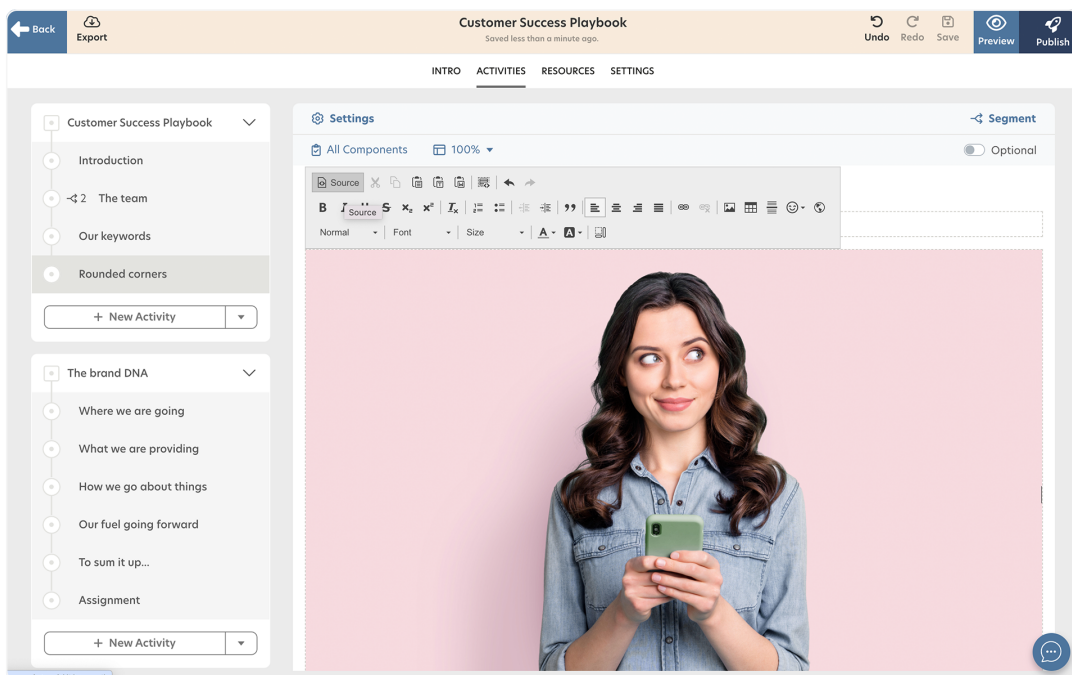 Back
Export
Customer Success Playbook
Saved less than a minute ago.
Undo
Redo
Save
Preview
Publish
INTRO
ACTIVITIES
RESOURCES
SETTINGS
Customer Success Playbook
Introduction
2 The team
Our keywords
Rounded corners
+ New Activity
The brand DNA
Where we are going
What we are providing
How we go about things
Our fuel going forward
To sum it up...
Assignment
+ New Activity
Settings
Segment
All Components
100%
Optional
Source
Source
Normal
Font
Size